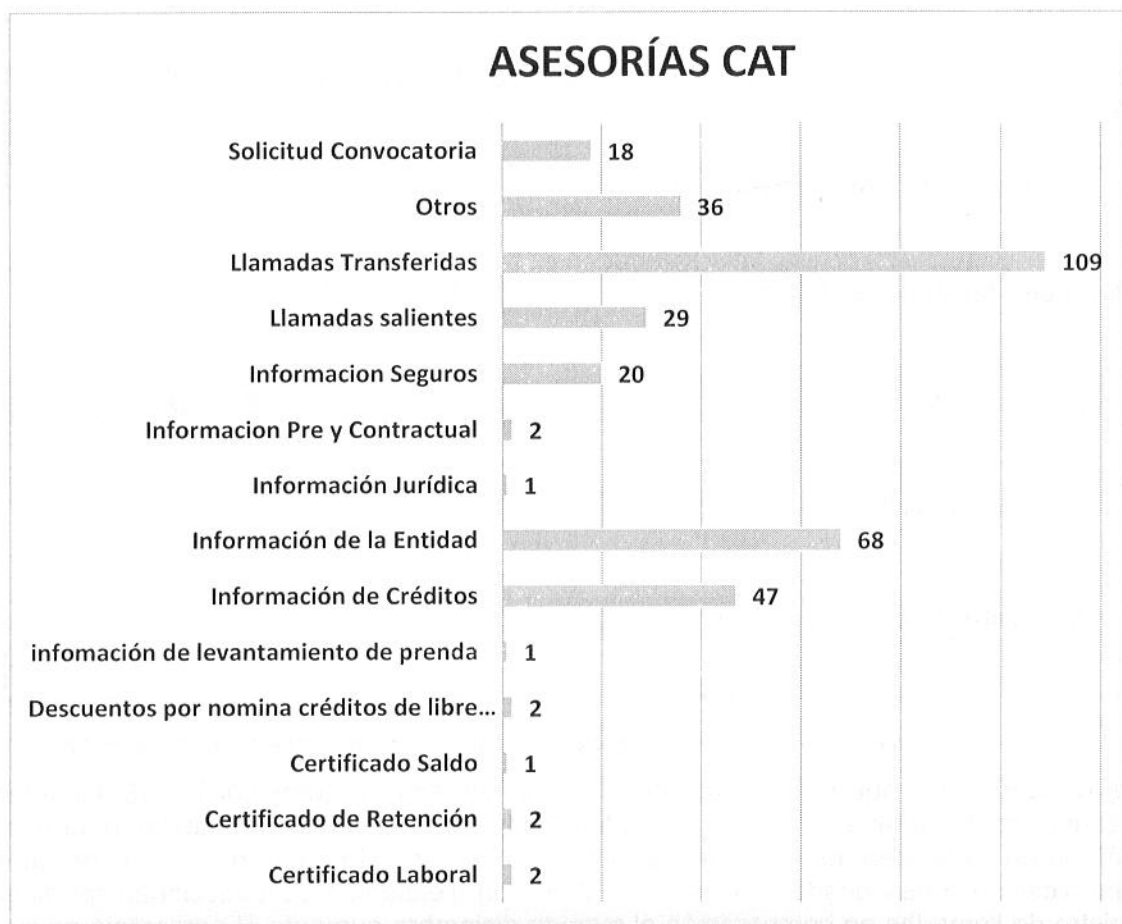 ASESORÍAS CAT
Solicitud Convocatoria 18
Otros 36
Llamadas Transferidas 109
Llamadas salientes 29
Informacion Seguros 20
Informacion Pre y Contractual 2
Información Jurídica 1
Información de la Entidad 68
Información de Créditos 47
infomación de levantamiento de prenda 1
Descuentos por nomina créditos de libre... 2
Certificado Saldo 1
Certificado de Retención 2
Certificado Laboral 2